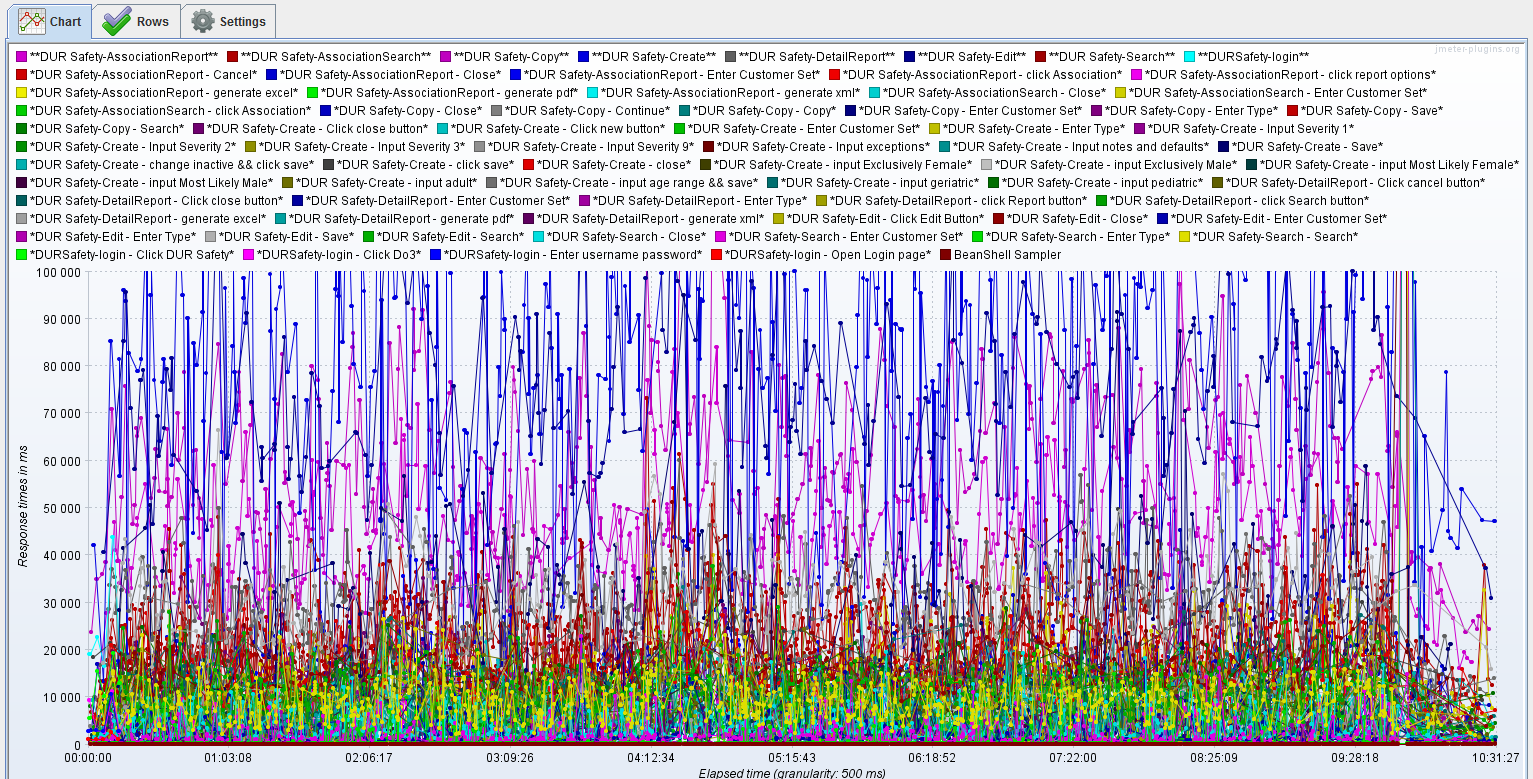 Chart Rows Settings
jmeter-plugins.org
**DUR Safety-AssociationReport** **DUR Safety-AssociationSearch** **DUR Safety-Copy** **DUR Safety-Create** **DUR Safety-DetailReport** **DUR Safety-Edit** **DUR Safety-Search** **DURSafety-login**
*DUR Safety-AssociationReport - Cancel* *DUR Safety-AssociationReport - Close* *DUR Safety-AssociationReport - Enter Customer Set* *DUR Safety-AssociationReport - click Association* *DUR Safety-AssociationReport - click report options*
*DUR Safety-AssociationReport - generate excel* *DUR Safety-AssociationReport - generate pdf* *DUR Safety-AssociationReport - generate xml* *DUR Safety-AssociationSearch - Close* *DUR Safety-AssociationSearch - Enter Customer Set*
*DUR Safety-AssociationSearch - click Association* *DUR Safety-Copy - Close* *DUR Safety-Copy - Continue* *DUR Safety-Copy - Copy* *DUR Safety-Copy - Enter Customer Set* *DUR Safety-Copy - Enter Type* *DUR Safety-Copy - Save*
*DUR Safety-Copy - Search* *DUR Safety-Create - Click close button* *DUR Safety-Create - Click new button* *DUR Safety-Create - Enter Customer Set* *DUR Safety-Create - Enter Type* *DUR Safety-Create - Input Severity 1*
*DUR Safety-Create - Input Severity 2* *DUR Safety-Create - Input Severity 3* *DUR Safety-Create - Input Severity 9* *DUR Safety-Create - Input exceptions* *DUR Safety-Create - Input notes and defaults* *DUR Safety-Create - Save*
*DUR Safety-Create - change inactive && click save* *DUR Safety-Create - click save* *DUR Safety-Create - close* *DUR Safety-Create - input Exclusively Female* *DUR Safety-Create - input Exclusively Male* *DUR Safety-Create - input Most Likely Female*
*DUR Safety-Create - input Most Likely Male* *DUR Safety-Create - input adult* *DUR Safety-Create - input age range && save* *DUR Safety-Create - input geriatric* *DUR Safety-Create - input pediatric* *DUR Safety-DetailReport - Click cancel button*
*DUR Safety-DetailReport - Click close button* *DUR Safety-DetailReport - Enter Customer Set* *DUR Safety-DetailReport - Enter Type* *DUR Safety-DetailReport - click Report button* *DUR Safety-DetailReport - click Search button*
*DUR Safety-DetailReport - generate excel* *DUR Safety-DetailReport - generate pdf* *DUR Safety-DetailReport - generate xml* *DUR Safety-Edit - Click Edit Button* *DUR Safety-Edit - Close* *DUR Safety-Edit - Enter Customer Set*
*DUR Safety-Edit - Enter Type* *DUR Safety-Edit - Save* *DUR Safety-Edit - Search* *DUR Safety-Search - Close* *DUR Safety-Search - Enter Customer Set* *DUR Safety-Search - Enter Type* *DUR Safety-Search - Search*
*DURSafety-login - Click DUR Safety* *DURSafety-login - Click Do3* *DURSafety-login - Enter username password* *DURSafety-login - Open Login page* BeanShell Sampler
100 000
90 000
80 000
70 000
60 000
50 000
40 000
30 000
20 000
10 000
0
Response times in ms
00:00:00 01:03:08 02:06:17 03:09:26 04:12:34 05:15:43 06:18:52 07:22:00 08:25:09 09:28:18 10:31:27
Elapsed time (granularity: 500 ms)